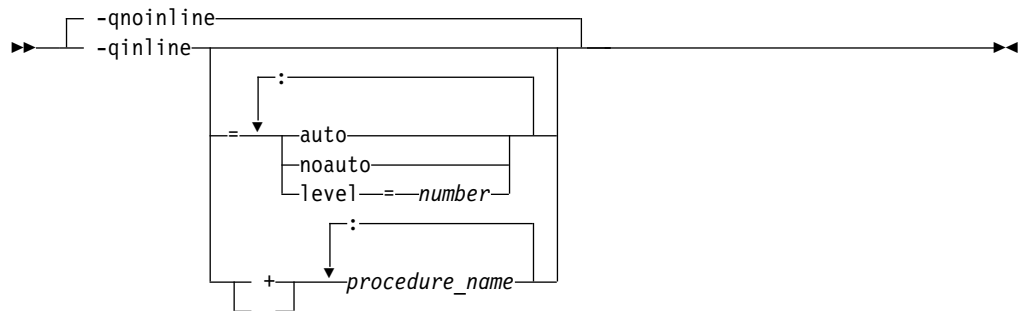 -qnoinline
-qinline
:
= auto
noauto
level = number
:
+ procedure_name